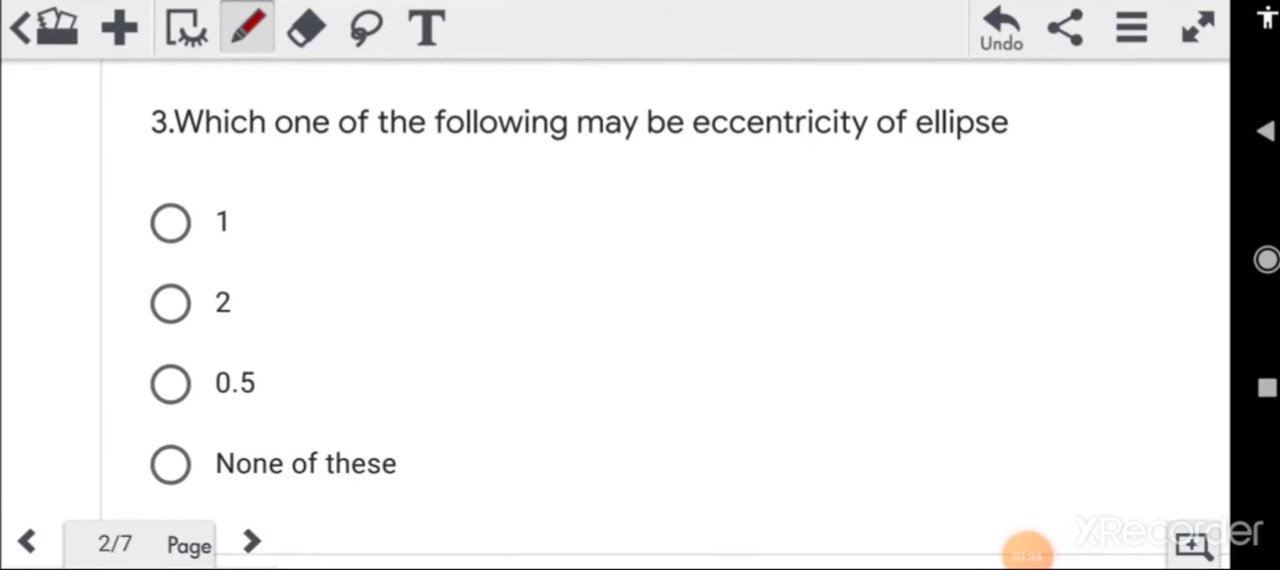 T
Undo
3.Which one of the following may be eccentricity of ellipse
1
2
0.5
None of these
2/7 Page
XRecorder